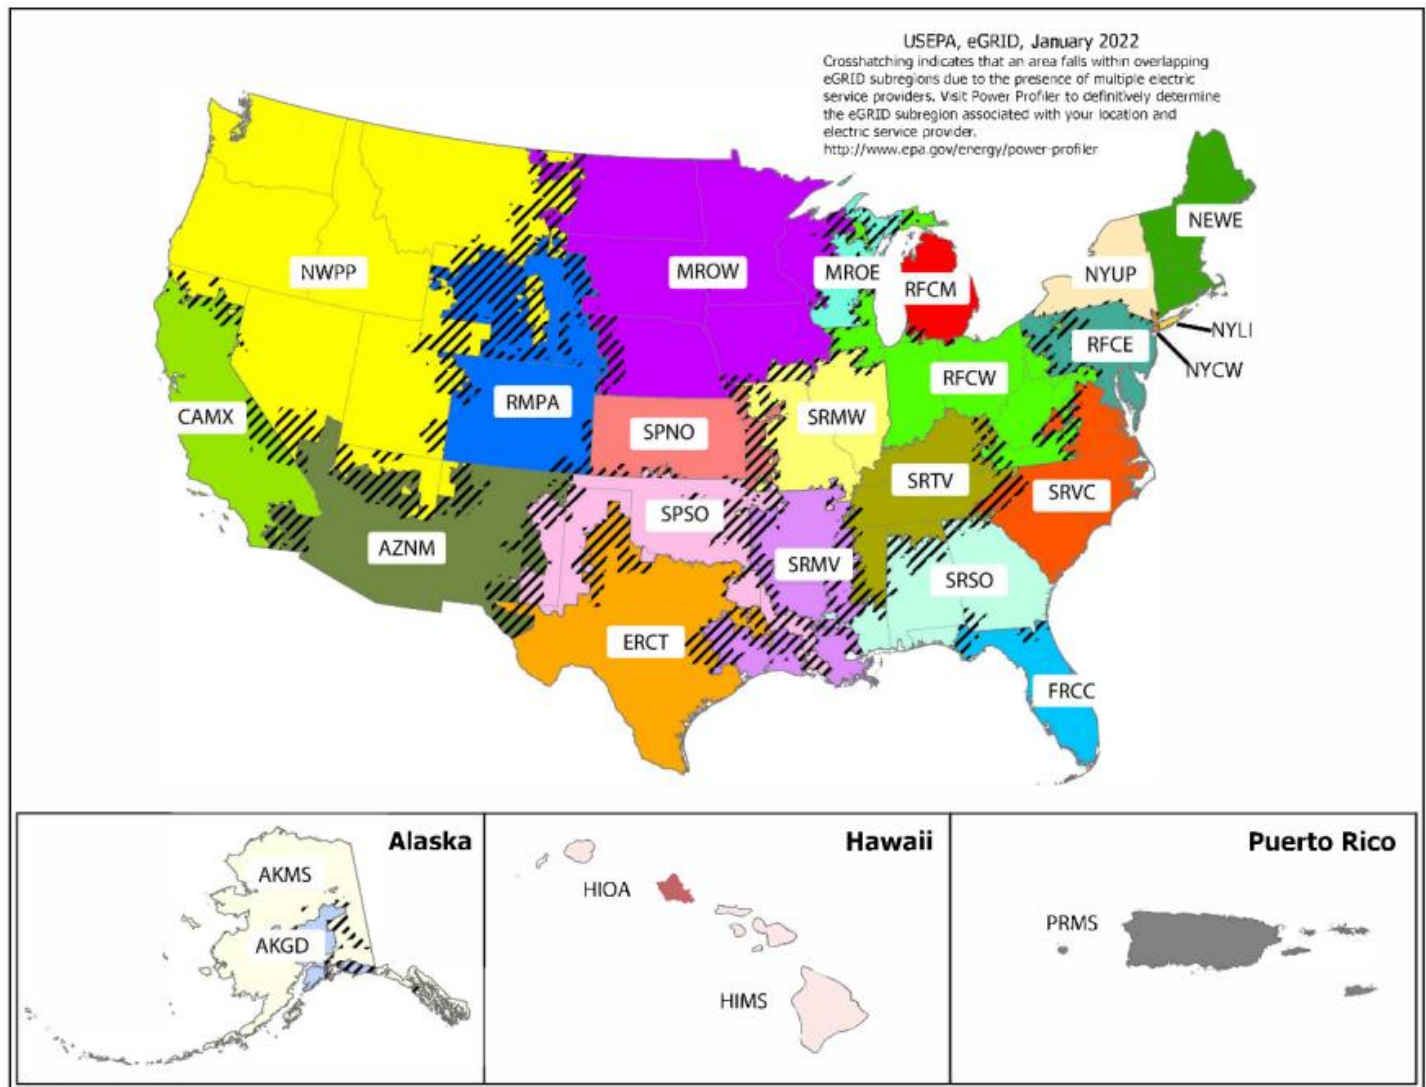 USEPA, eGRID, January 2022
Crosshatching indicates that an area falls within overlapping
eGRID subregions due to the presence of multiple electric
service providers. Visit Power Profiler to definitively determine
the eGRID subregion associated with your location and
electric service provider.
http://www.epa.gov/energy/power-profiler
NEWE
NWPP
MROW
MROE
RFCM
NYUP
NYLI
RFCE
NYCW
RFCW
CAMX
RMPA
SPNO
SRMW
SRTV
SRVC
SPSO
AZNM
SRMV
SRSO
ERCT
FRCC
Alaska
AKMS
AKGD
Hawaii
HIOA
HIMS
Puerto Rico
PRMS